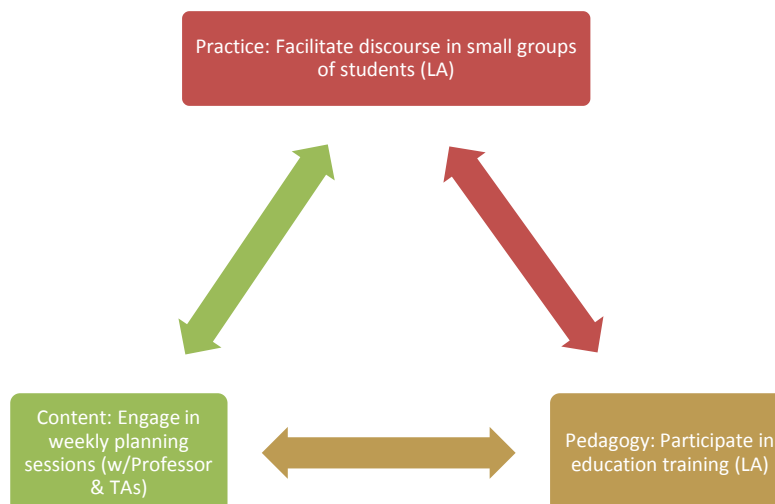 Practice: Facilitate discourse in small groups
of students (LA)
Content: Engage in
weekly planning
sessions (w/Professor
& TAs)
Pedagogy: Participate in
education training (LA)